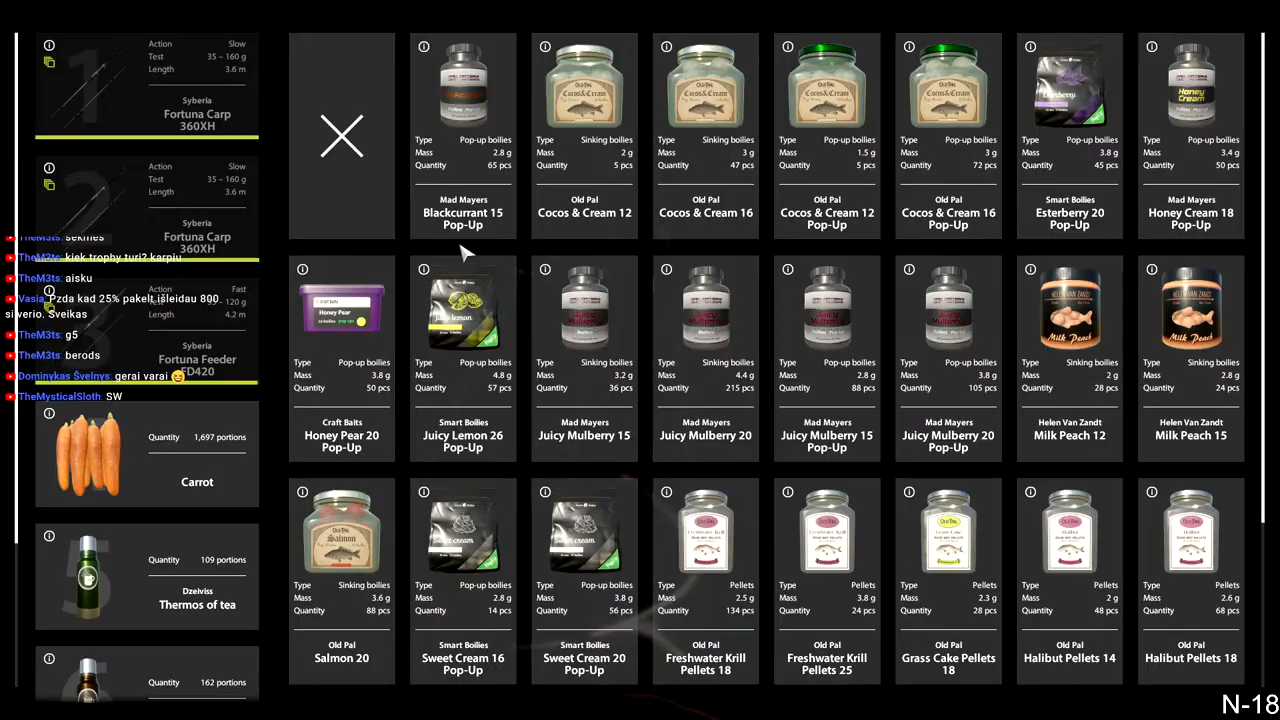 Action Slow
Test 35 – 160 g
Length 3.6 m
Syberia
Fortuna Carp
360XH
Action Slow
Test 35 – 160 g
Length 3.6 m
Syberia
Fortuna Carp
360XH
Action Fast
Length 4.2 m
Syberia
Fortuna Feeder
TheM3ts: sekmes
TheM3ts: kiek trophy turi? karpiu
TheM3ts: aisku
Vasia: Pzda kad 25% pakelt išleidau 800
siverio. Sveikas
TheM3ts: g5
TheM3ts: berods
Dominykas Švelnys: gerai varai
TheMysticalSloth: SW
Quantity 1,697 portions
Carrot
Quantity 109 portions
Dzeiviss
Thermos of tea
Quantity 162 portions
Type Pop-up boilies
Mass 2.8 g
Quantity 65 pcs
Mad Mayers
Blackcurrant 15
Pop-Up
Type Sinking boilies
Mass 2 g
Quantity 5 pcs
Old Pal
Cocos & Cream 12
Type Sinking boilies
Mass 3 g
Quantity 47 pcs
Old Pal
Cocos & Cream 16
Type Pop-up boilies
Mass 1.5 g
Quantity 5 pcs
Old Pal
Cocos & Cream 12
Pop-Up
Type Pop-up boilies
Mass 3 g
Quantity 72 pcs
Old Pal
Cocos & Cream 16
Pop-Up
Type Pop-up boilies
Mass 3.8 g
Quantity 45 pcs
Smart Boilies
Esterberry 20
Pop-Up
Honey
Cream
Type Pop-up boilies
Mass 3.4 g
Quantity 50 pcs
Mad Mayers
Honey Cream 18
Pop-Up
Honey Pear
Type Pop-up boilies
Mass 3.8 g
Quantity 50 pcs
Craft Baits
Honey Pear 20
Pop-Up
Type Pop-up boilies
Mass 4.8 g
Quantity 57 pcs
Smart Boilies
Juicy Lemon 26
Pop-Up
Type Sinking boilies
Mass 3.2 g
Quantity 36 pcs
Mad Mayers
Juicy Mulberry 15
Type Sinking boilies
Mass 4.4 g
Quantity 215 pcs
Mad Mayers
Juicy Mulberry 20
Type Pop-up boilies
Mass 2.8 g
Quantity 88 pcs
Mad Mayers
Juicy Mulberry 15
Pop-Up
Type Pop-up boilies
Mass 3.8 g
Quantity 105 pcs
Mad Mayers
Juicy Mulberry 20
Pop-Up
HELEN VAN ZANDT
Milk Peach
Type Sinking boilies
Mass 2 g
Quantity 28 pcs
Helen Van Zandt
Milk Peach 12
HELEN VAN ZANDT
Milk Peach
Type Sinking boilies
Mass 2.8 g
Quantity 24 pcs
Helen Van Zandt
Milk Peach 15
Old Pal
Salmon
Type Sinking boilies
Mass 3.6 g
Quantity 88 pcs
Old Pal
Salmon 20
Type Pop-up boilies
Mass 2.8 g
Quantity 14 pcs
Smart Boilies
Sweet Cream 16
Pop-Up
Type Pop-up boilies
Mass 3.8 g
Quantity 56 pcs
Smart Boilies
Sweet Cream 20
Pop-Up
Type Pellets
Mass 2.5 g
Quantity 134 pcs
Old Pal
Freshwater Krill
Pellets 18
Type Pellets
Mass 3.8 g
Quantity 24 pcs
Old Pal
Freshwater Krill
Pellets 25
Type Pellets
Mass 2.3 g
Quantity 28 pcs
Old Pal
Grass Cake Pellets
18
Type Pellets
Mass 2 g
Quantity 48 pcs
Old Pal
Halibut Pellets 14
Type Pellets
Mass 2.6 g
Quantity 68 pcs
Old Pal
Halibut Pellets 18
N-18